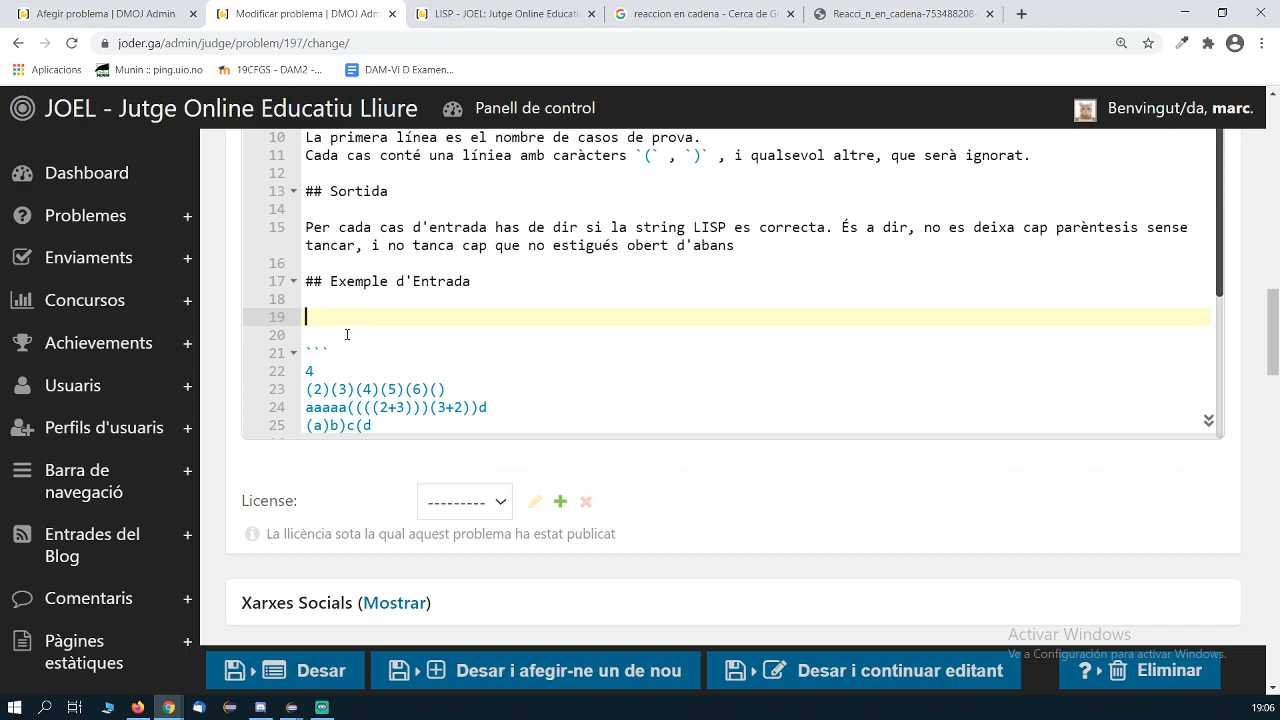 Afegir problema | DMOJ Admin
Modificar problema | DMOJ Adm
LISP - JOEL: Jutge Online Educati
reaccion en cadena - Cerca de G
Reacci_n_en_cadena-753488208-
joder.ga/admin/judge/problem/197/change/
Aplicacions
Munin :: ping.uio.no
19CFGS - DAM2 -...
DAM-Vi D Examen...
JOEL - Jutge Online Educatiu Lliure
Panell de control
Benvingut/da, marc.
Dashboard
Problemes +
Enviaments +
Concursos +
Achievements +
Usuaris +
Perfils d'usuaris +
Barra de
navegació +
Entrades del
Blog +
Comentaris +
Pàgines
estàtiques +
10 La primera línea es el nombre de casos de prova.
11 Cada cas conté una líniea amb caràcters `(` , `)` , i qualsevol altre, que serà ignorat.
12
13 ## Sortida
14
15 Per cada cas d'entrada has de dir si la string LISP es correcta. És a dir, no es deixa cap parèntesis sense
tancar, i no tanca cap que no estigués obert d'abans
16
17 ## Exemple d'Entrada
18
19
20
21 ```
22 4
23 (2)(3)(4)(5)(6)()
24 aaaaa((((2+3)))(3+2))d
25 (a)b)c(d
License:
---------
La llicència sota la qual aquest problema ha estat publicat
Xarxes Socials (Mostrar)
Activar Windows
Ve a Configuración para activar Windows.
Desar
Desar i afegir-ne un de nou
Desar i continuar editant
Eliminar
19:06